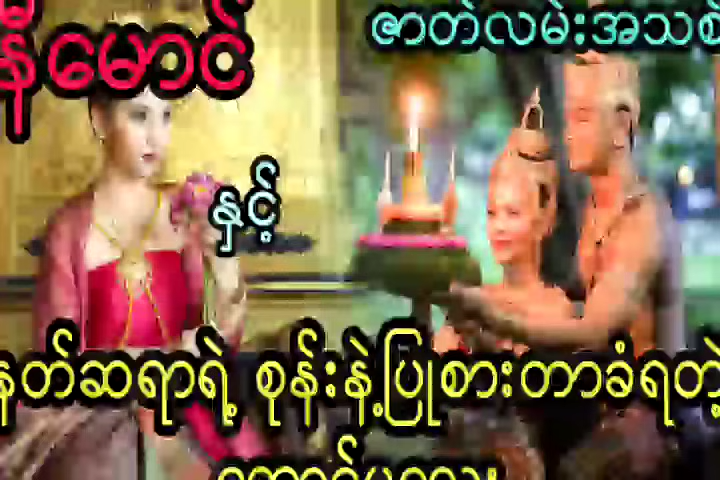 နီမောင်
ဇာတ်လမ်းအသစ်
နှင့်
နတ်ဆရာရဲ့ စုန်းနဲ့ပြုစားတာခံရတဲ့